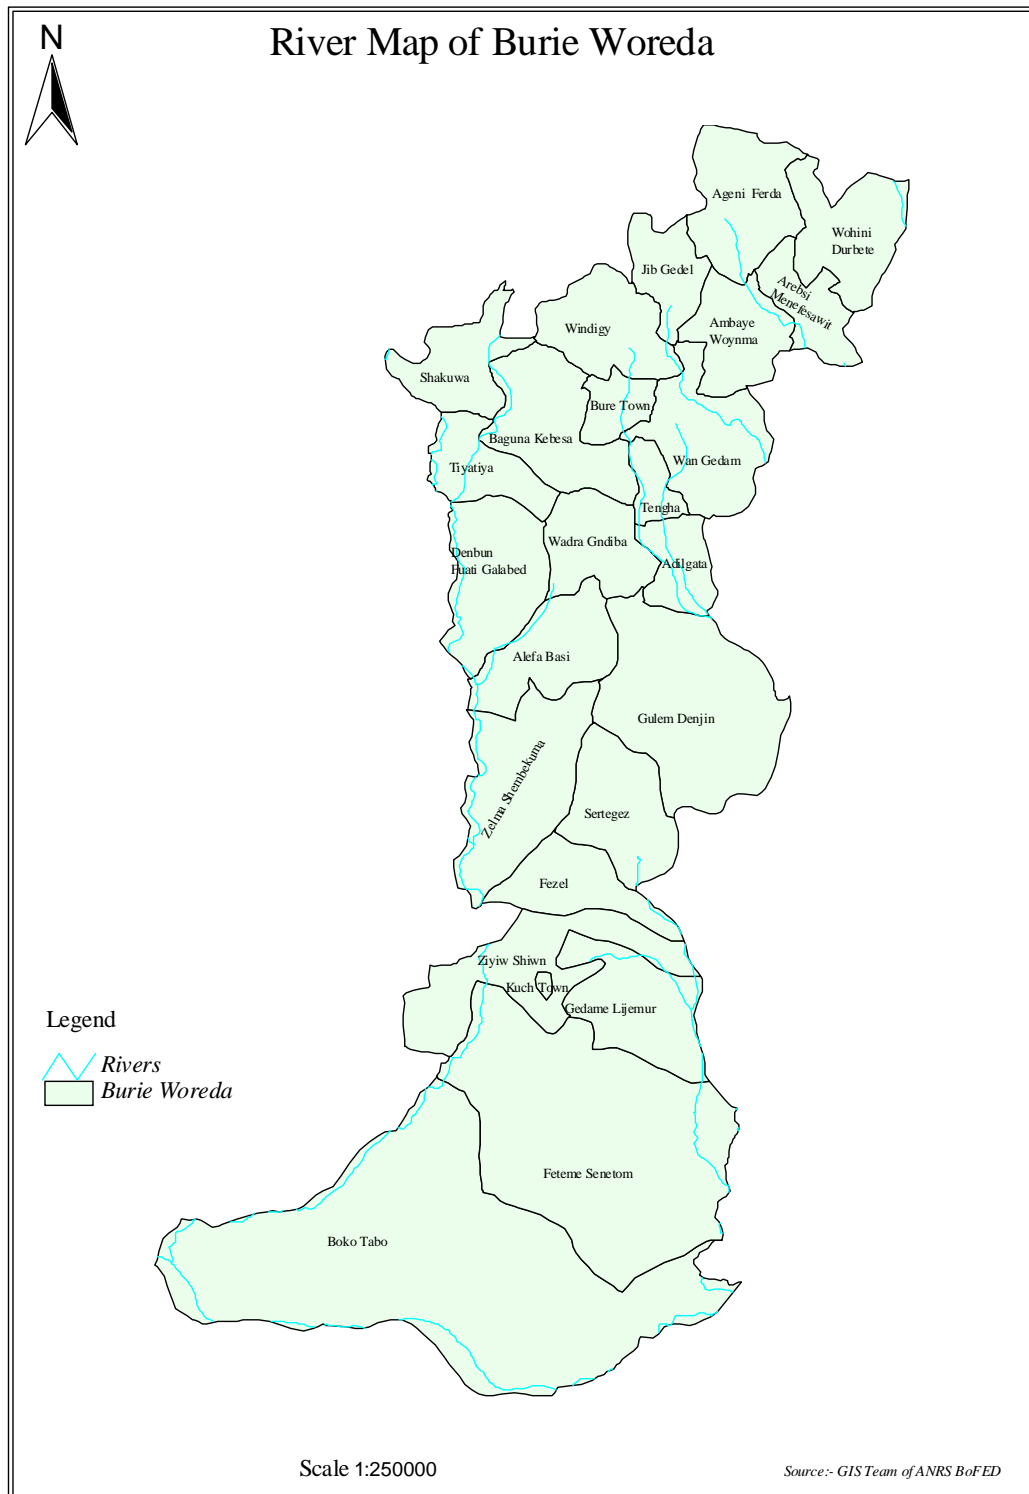 N
River Map of Burie Woreda
Ageni Ferda
Wohini
Durbete
Jib Gedel
Arebsi
Menefesawit
Windigy
Ambaye
Woynma
Shakuwa
Bure Town
Baguna Kebesa
Wan Gedam
Tiyatiya
Tengha
Wadra Gndiba
Denbun
Fuati Galabed
Adilgata
Alefa Basi
Gulem Denjin
Zelma Shembekuma
Sertegez
Fezel
Ziyiw Shiwn
Kuch Town
Gedame Lijemur
Legend
Rivers
Burie Woreda
Feteme Senetom
Boko Tabo
Scale 1:250000
Source:- GIS Team of ANRS BoFED